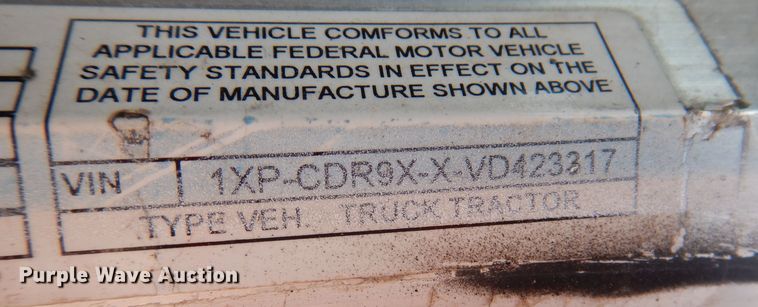 THIS VEHICLE COMFORMS TO ALL
APPLICABLE FEDERAL MOTOR VEHICLE
SAFETY STANDARDS IN EFFECT ON THE
DATE OF MANUFACTURE SHOWN ABOVE
VIN 1XP-CDR9X-X-VD423317
TYPE VEH. TRUCK TRACTOR
Purple Wave Auction